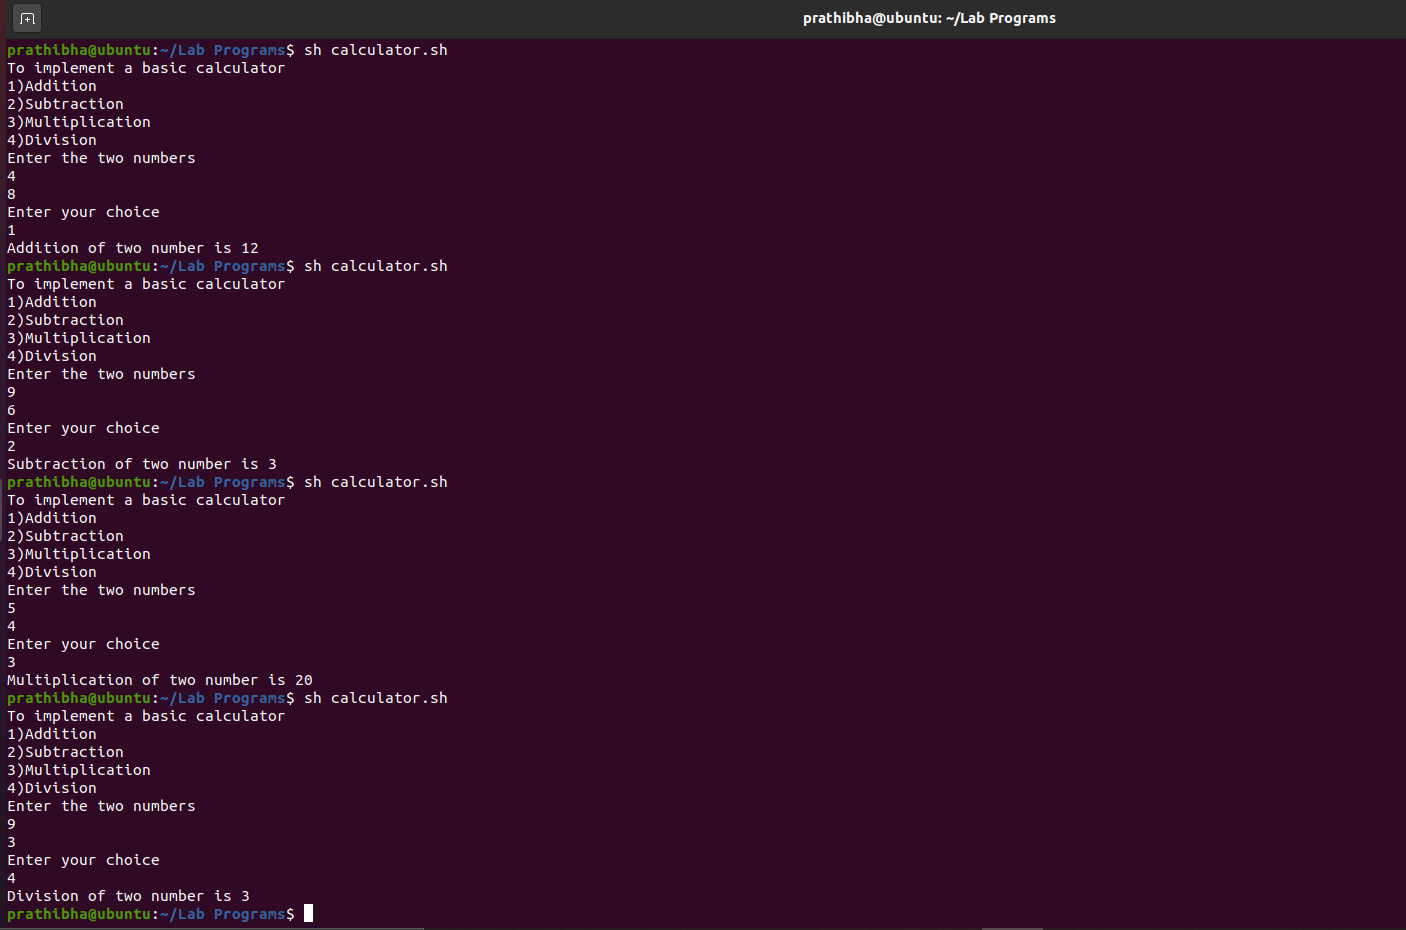 prathibha@ubuntu: ~/Lab Programs
prathibha@ubuntu:~/Lab Programs$ sh calculator.sh
To implement a basic calculator
1)Addition
2)Subtraction
3)Multiplication
4)Division
Enter the two numbers
4
8
Enter your choice
1
Addition of two number is 12
prathibha@ubuntu:~/Lab Programs$ sh calculator.sh
To implement a basic calculator
1)Addition
2)Subtraction
3)Multiplication
4)Division
Enter the two numbers
9
6
Enter your choice
2
Subtraction of two number is 3
prathibha@ubuntu:~/Lab Programs$ sh calculator.sh
To implement a basic calculator
1)Addition
2)Subtraction
3)Multiplication
4)Division
Enter the two numbers
5
4
Enter your choice
3
Multiplication of two number is 20
prathibha@ubuntu:~/Lab Programs$ sh calculator.sh
To implement a basic calculator
1)Addition
2)Subtraction
3)Multiplication
4)Division
Enter the two numbers
9
3
Enter your choice
4
Division of two number is 3
prathibha@ubuntu:~/Lab Programs$